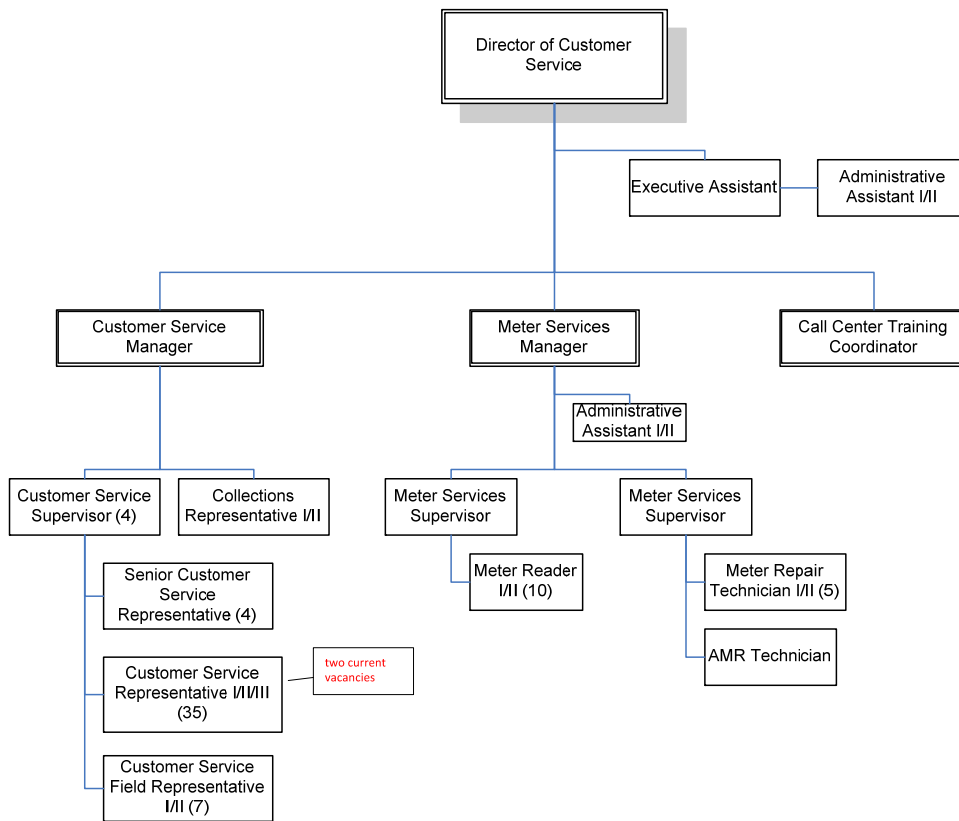 Director of Customer
Service
Executive Assistant
Administrative
Assistant I/II
Customer Service
Manager
Meter Services
Manager
Call Center Training
Coordinator
Administrative
Assistant I/II
Customer Service
Supervisor (4)
Collections
Representative I/II
Meter Services
Supervisor
Meter Services
Supervisor
Senior Customer
Service
Representative (4)
Meter Reader
I/II (10)
Meter Repair
Technician I/II (5)
Customer Service
Representative I/II/III
(35)
two current
vacancies
AMR Technician
Customer Service
Field Representative
I/II (7)